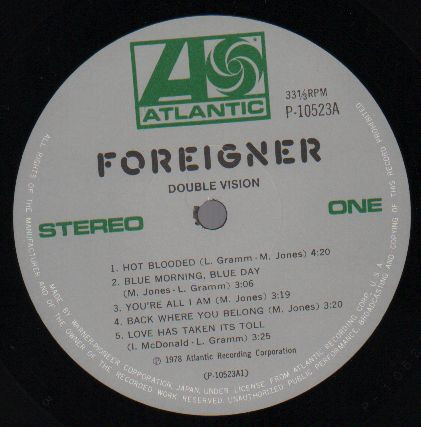 ATLANTIC
33⅓RPM
P-10523A
FOREIGNER
DOUBLE VISION
STEREO
ONE
1. HOT BLOODED (L. Gramm - M. Jones) 4:20
2. BLUE MORNING, BLUE DAY
(M. Jones - L. Gramm) 3:06
3. YOU'RE ALL I AM (M. Jones) 3:19
4. BACK WHERE YOU BELONG (M. Jones) 3:20
5. LOVE HAS TAKEN ITS TOLL
(I. McDonald - L. Gramm) 3:25
Ⓟ 1978 Atlantic Recording Corporation
(P-10523A1)
ALL RIGHTS OF THE MANUFACTURER AND OF THE OWNER OF THE RECORDED WORK RESERVED. UNAUTHORIZED PUBLIC PERFORMANCE, BROADCASTING AND COPYING OF THIS RECORD PROHIBITED
MADE BY WARNER-PIONEER CORPORATION, JAPAN, UNDER LICENSE FROM ATLANTIC RECORDING CORP., U.S.A.